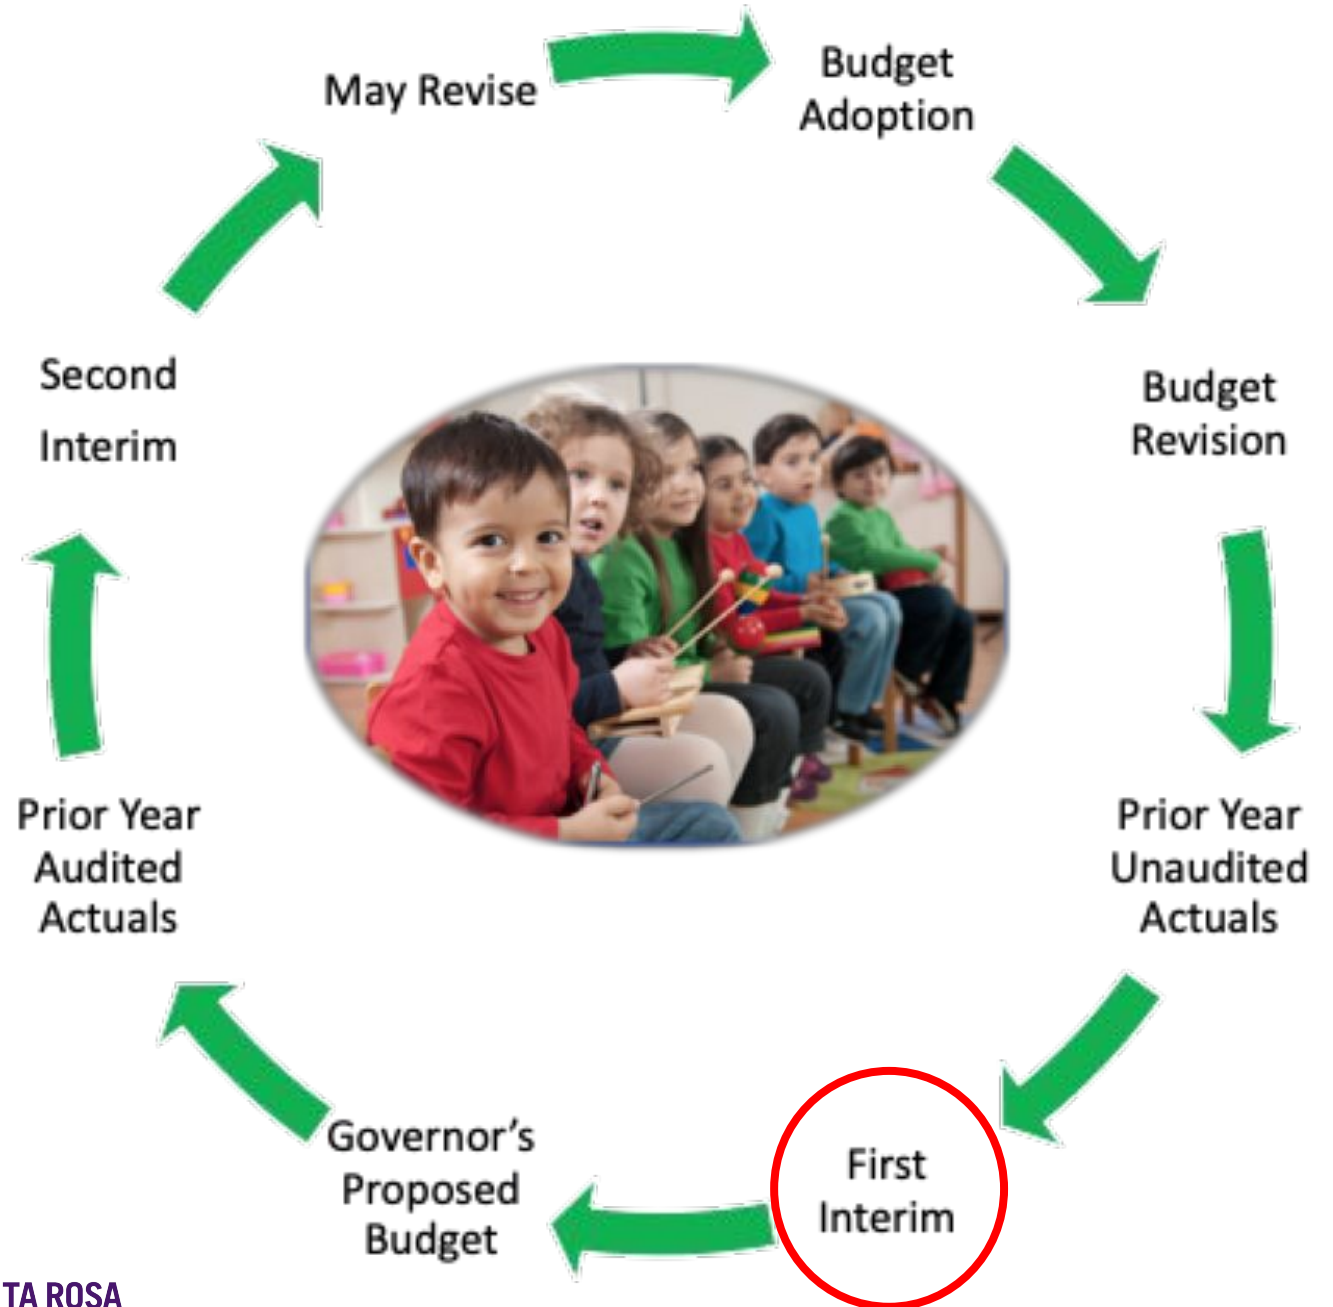 May Revise
Budget
Adoption
Budget
Revision
Prior Year
Unaudited
Actuals
First
Interim
Governor’s
Proposed
Budget
Prior Year
Audited
Actuals
Second
Interim
TA ROSA